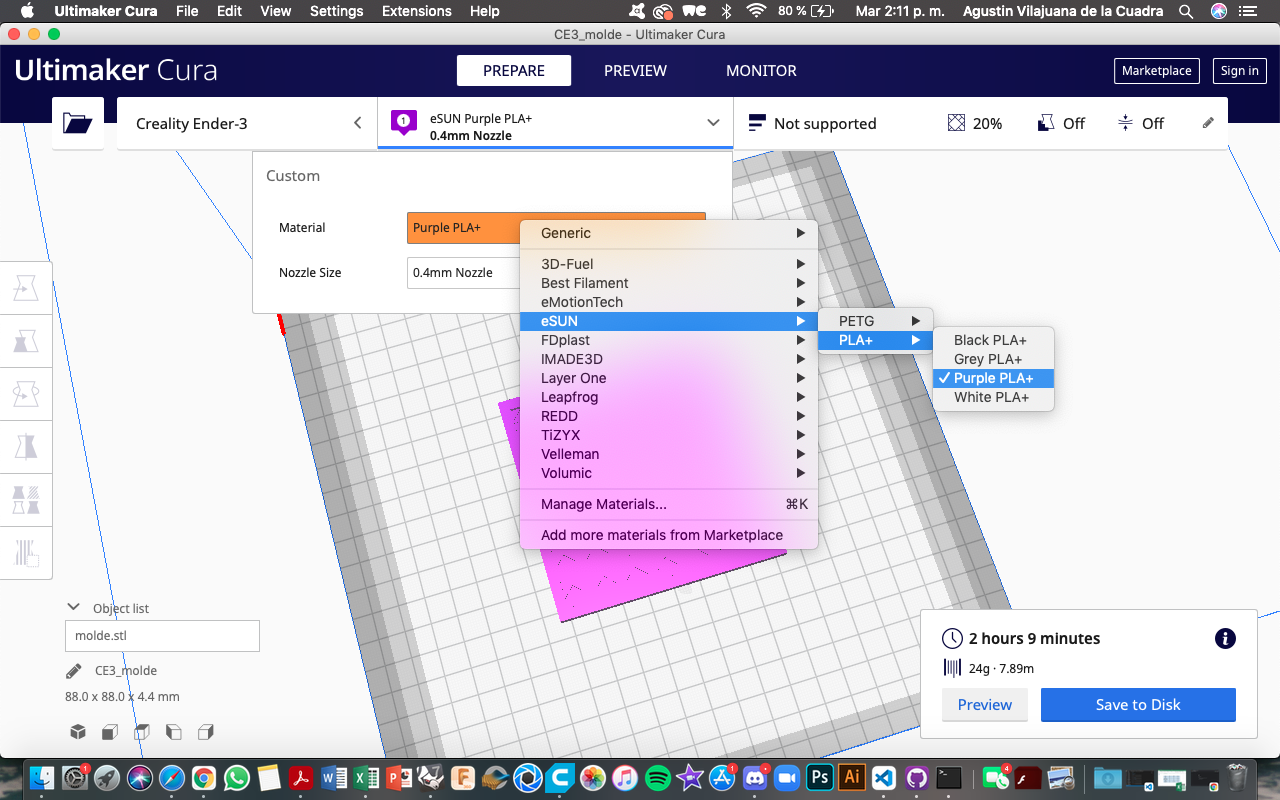 Ultimaker Cura File Edit View Settings Extensions Help 80 % Mar 2:11 p. m. Agustin Vilajuana de la Cuadra
CE3_molde - Ultimaker Cura
Ultimaker Cura PREPARE PREVIEW MONITOR Marketplace Sign in
Creality Ender-3
1 eSUN Purple PLA+
0.4mm Nozzle
Not supported 20% Off Off
Custom
Material Purple PLA+
Nozzle Size 0.4mm Nozzle
Generic
3D-Fuel
Best Filament
eMotionTech
eSUN
FDplast
IMADE3D
Layer One
Leapfrog
REDD
TiZYX
Velleman
Volumic
Manage Materials... ⌘K
Add more materials from Marketplace
PETG
PLA+
Black PLA+
Grey PLA+
✓ Purple PLA+
White PLA+
Object list
molde.stl
CE3_molde
88.0 x 88.0 x 4.4 mm
2 hours 9 minutes
24g · 7.89m
Preview Save to Disk